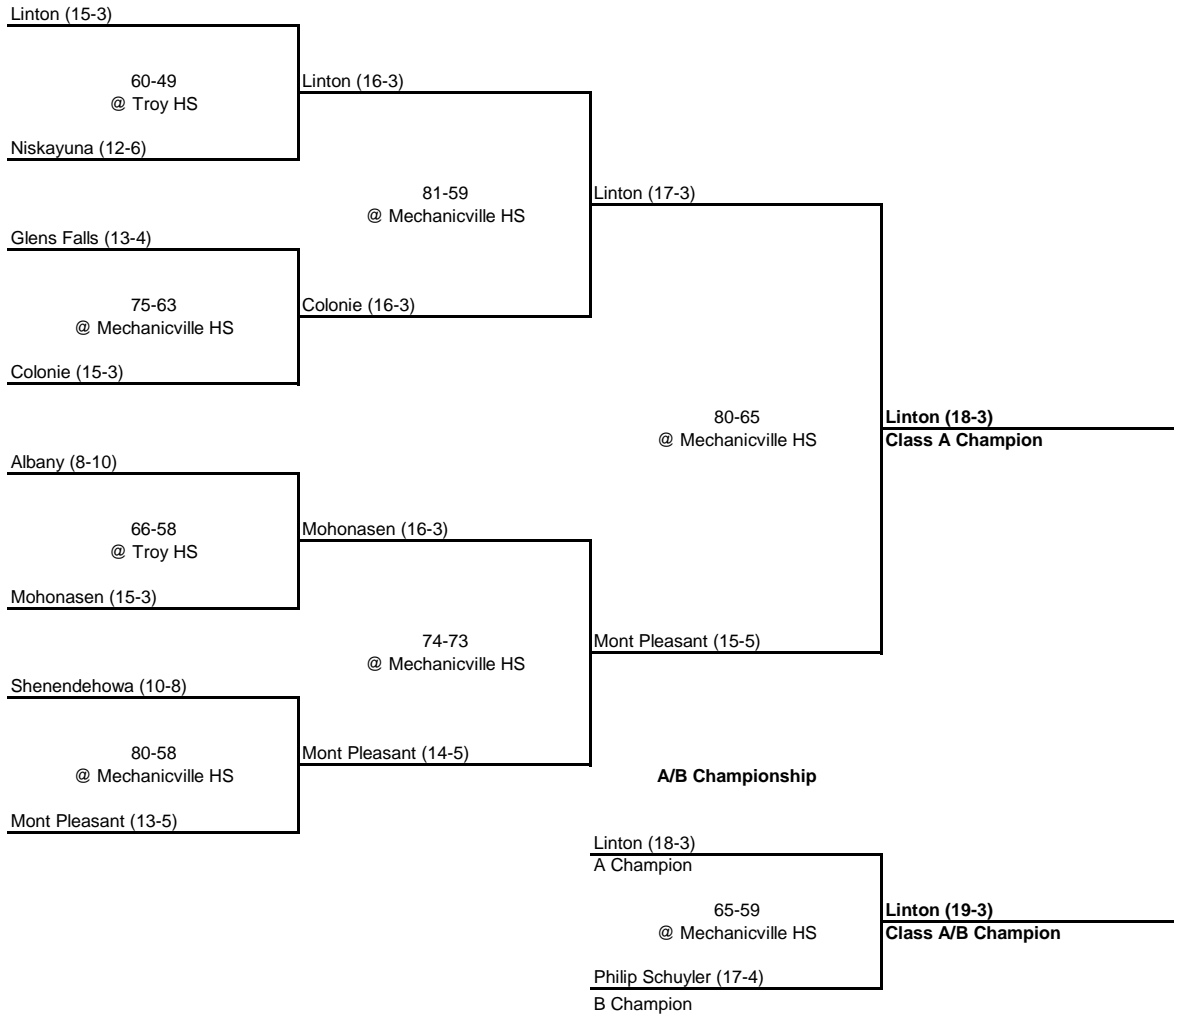 Linton (15-3)
60-49
@ Troy HS
Linton (16-3)
Niskayuna (12-6)
81-59
@ Mechanicville HS
Linton (17-3)
Glens Falls (13-4)
75-63
@ Mechanicville HS
Colonie (16-3)
Colonie (15-3)
80-65
@ Mechanicville HS
Linton (18-3)
Class A Champion
Albany (8-10)
66-58
@ Troy HS
Mohonasen (16-3)
Mohonasen (15-3)
74-73
@ Mechanicville HS
Mont Pleasant (15-5)
Shenendehowa (10-8)
80-58
@ Mechanicville HS
Mont Pleasant (14-5)
Mont Pleasant (13-5)
A/B Championship
Linton (18-3)
A Champion
65-59
@ Mechanicville HS
Linton (19-3)
Class A/B Champion
Philip Schuyler (17-4)
B Champion